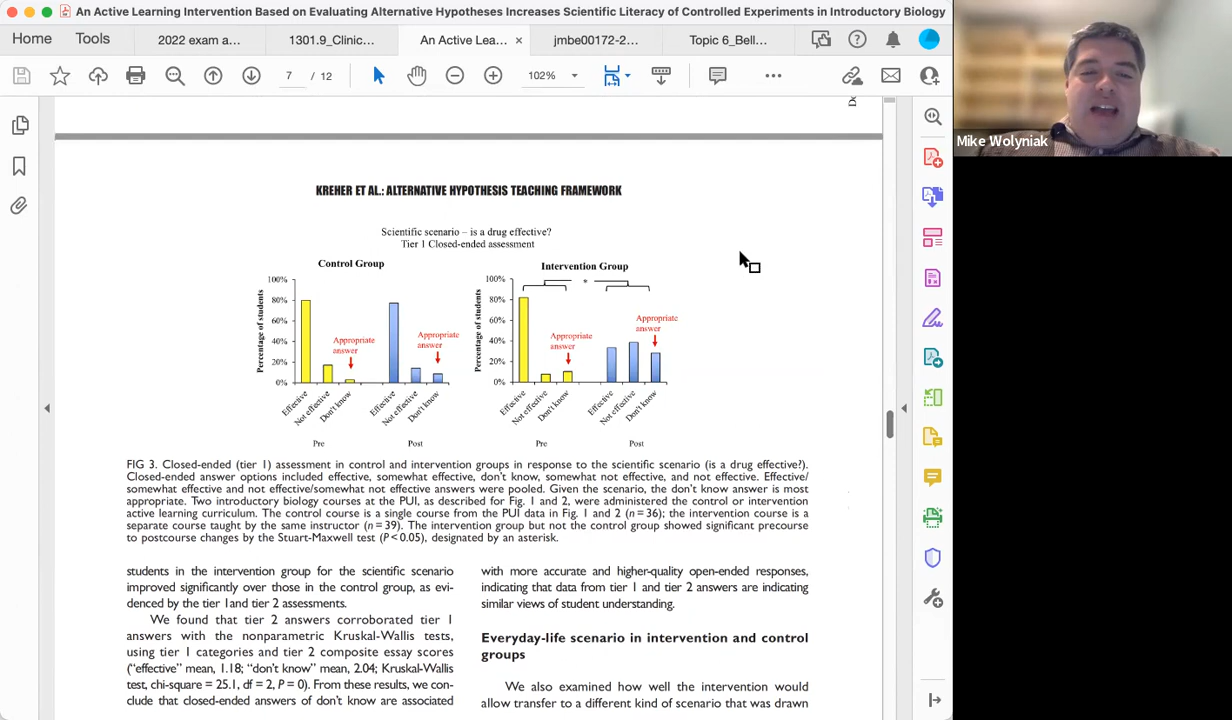 An Active Learning Intervention Based on Evaluating Alternative Hypotheses Increases Scientific Literacy of Controlled Experiments in Introductory Biology
Home
Tools
2022 exam a...
1301.9_Clinic...
An Active Lea...
jmbe00172-2...
Topic 6_Bell...
7 / 12
102%
Mike Wolyniak
KREHER ET AL.: ALTERNATIVE HYPOTHESIS TEACHING FRAMEWORK
Scientific scenario – is a drug effective?
Tier 1 Closed-ended assessment
Control Group
Percentage of students
100%
80%
60%
40%
20%
0%
Appropriate
answer
Appropriate
answer
Effective
Not effective
Don't know
Effective
Not effective
Don't know
Pre
Post
Intervention Group
Percentage of students
100%
80%
60%
40%
20%
0%
*
Appropriate
answer
Appropriate
answer
Effective
Not effective
Don't know
Effective
Not effective
Don't know
Pre
Post
FIG 3. Closed-ended (tier 1) assessment in control and intervention groups in response to the scientific scenario (is a drug effective?).
Closed-ended answer options included effective, somewhat effective, don't know, somewhat not effective, and not effective. Effective/
somewhat effective and not effective/somewhat not effective answers were pooled. Given the scenario, the don't know answer is most
appropriate. Two introductory biology courses at the PUI, as described for Fig. 1 and 2, were administered the control or intervention
active learning curriculum. The control course is a single course from the PUI data in Fig. 1 and 2 (n = 36); the intervention course is a
separate course taught by the same instructor (n = 39). The intervention group but not the control group showed significant precourse
to postcourse changes by the Stuart-Maxwell test (P < 0.05), designated by an asterisk.
students in the intervention group for the scientific scenario
improved significantly over those in the control group, as evi-
denced by the tier 1and tier 2 assessments.
We found that tier 2 answers corroborated tier 1
answers with the nonparametric Kruskal-Wallis tests,
using tier 1 categories and tier 2 composite essay scores
("effective" mean, 1.18; "don't know" mean, 2.04; Kruskal-Wallis
test, chi-square = 25.1, df = 2, P = 0). From these results, we con-
clude that closed-ended answers of don't know are associated
with more accurate and higher-quality open-ended responses,
indicating that data from tier 1 and tier 2 answers are indicating
similar views of student understanding.
Everyday-life scenario in intervention and control
groups
We also examined how well the intervention would
allow transfer to a different kind of scenario that was drawn